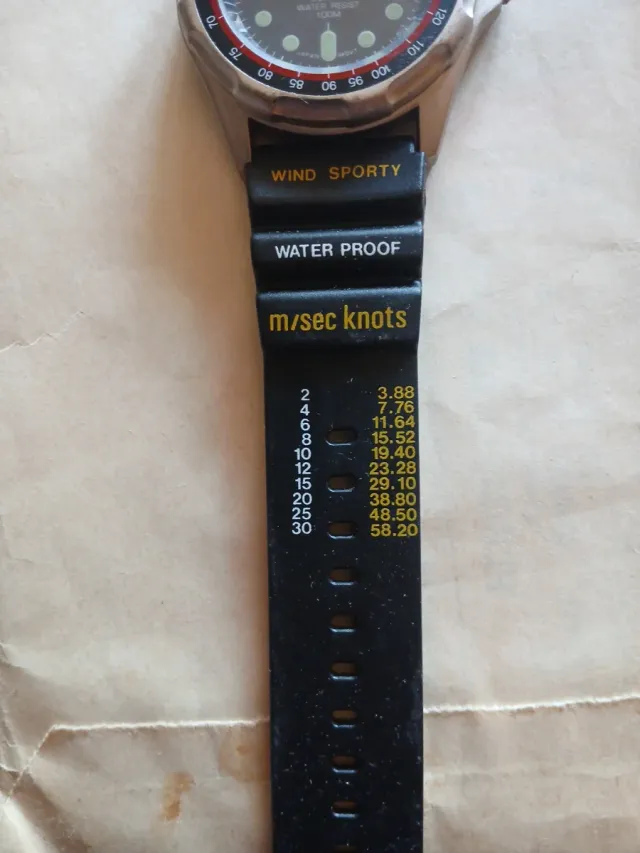 WATER RESIST
100M
70 80 85 90 95 100 110 120
WIND SPORTY
WATER PROOF
m/sec knots
2 3.88
4 7.76
6 11.64
8 15.52
10 19.40
12 23.28
15 29.10
20 38.80
25 48.50
30 58.20